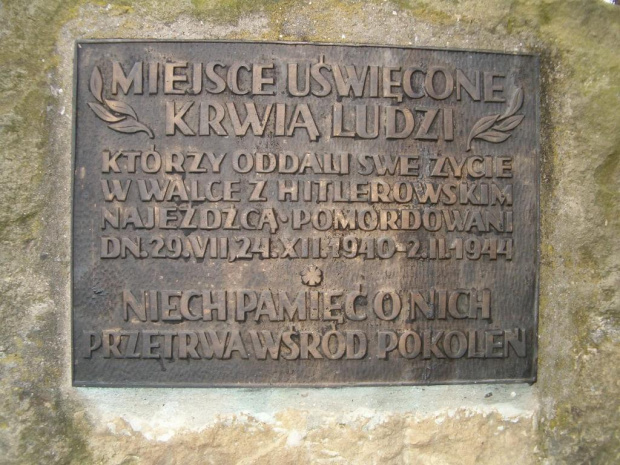 MIEJSCE UŚWIĘCONE
KRWIĄ LUDZI
KTÓRZY ODDALI SWE ŻYCIE
W WALCE Z HITLEROWSKIM
NAJEŹDŹCĄ-POMORDOWANI
DN. 29.VII, 24.XII.1940-2.II.1944
NIECH PAMIĘĆ O NICH
PRZETRWA WŚRÓD POKOLEŃ